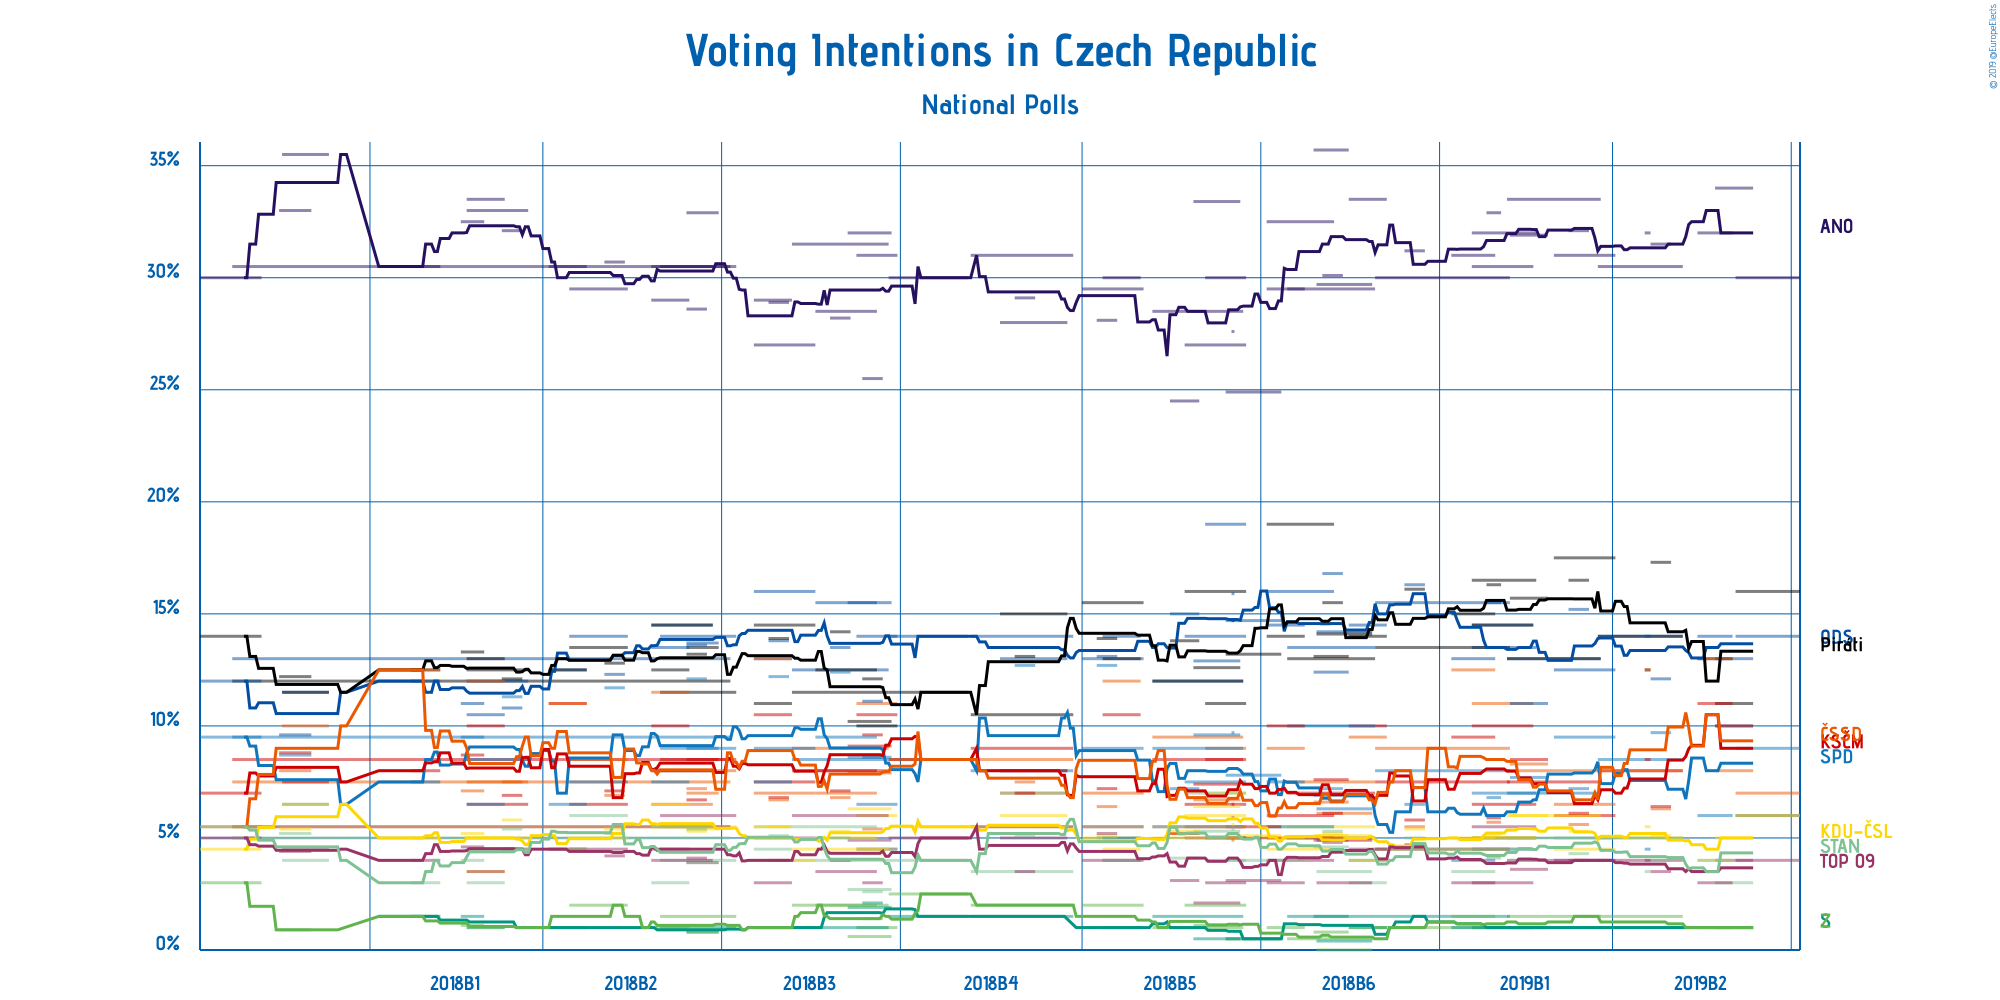 © 2019 @EuropeElects
Voting Intentions in Czech Republic
National Polls
35%
30%
25%
20%
15%
10%
5%
0%
ANO
ODS
Piráti
ČSSD
KSČM
SPD
KDU-ČSL
STAN
TOP 09
2018B1
2018B2
2018B3
2018B4
2018B5
2018B6
2019B1
2019B2